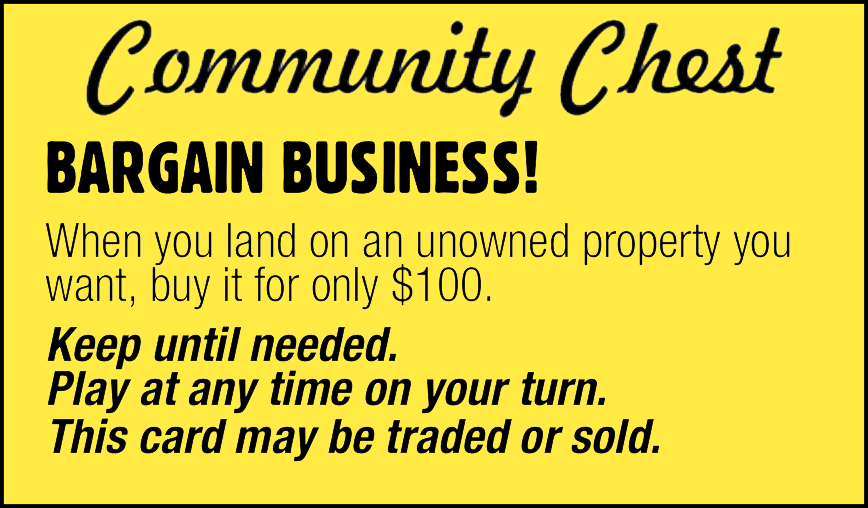 Community Chest
BARGAIN BUSINESS!
When you land on an unowned property you
want, buy it for only $100.
Keep until needed.
Play at any time on your turn.
This card may be traded or sold.